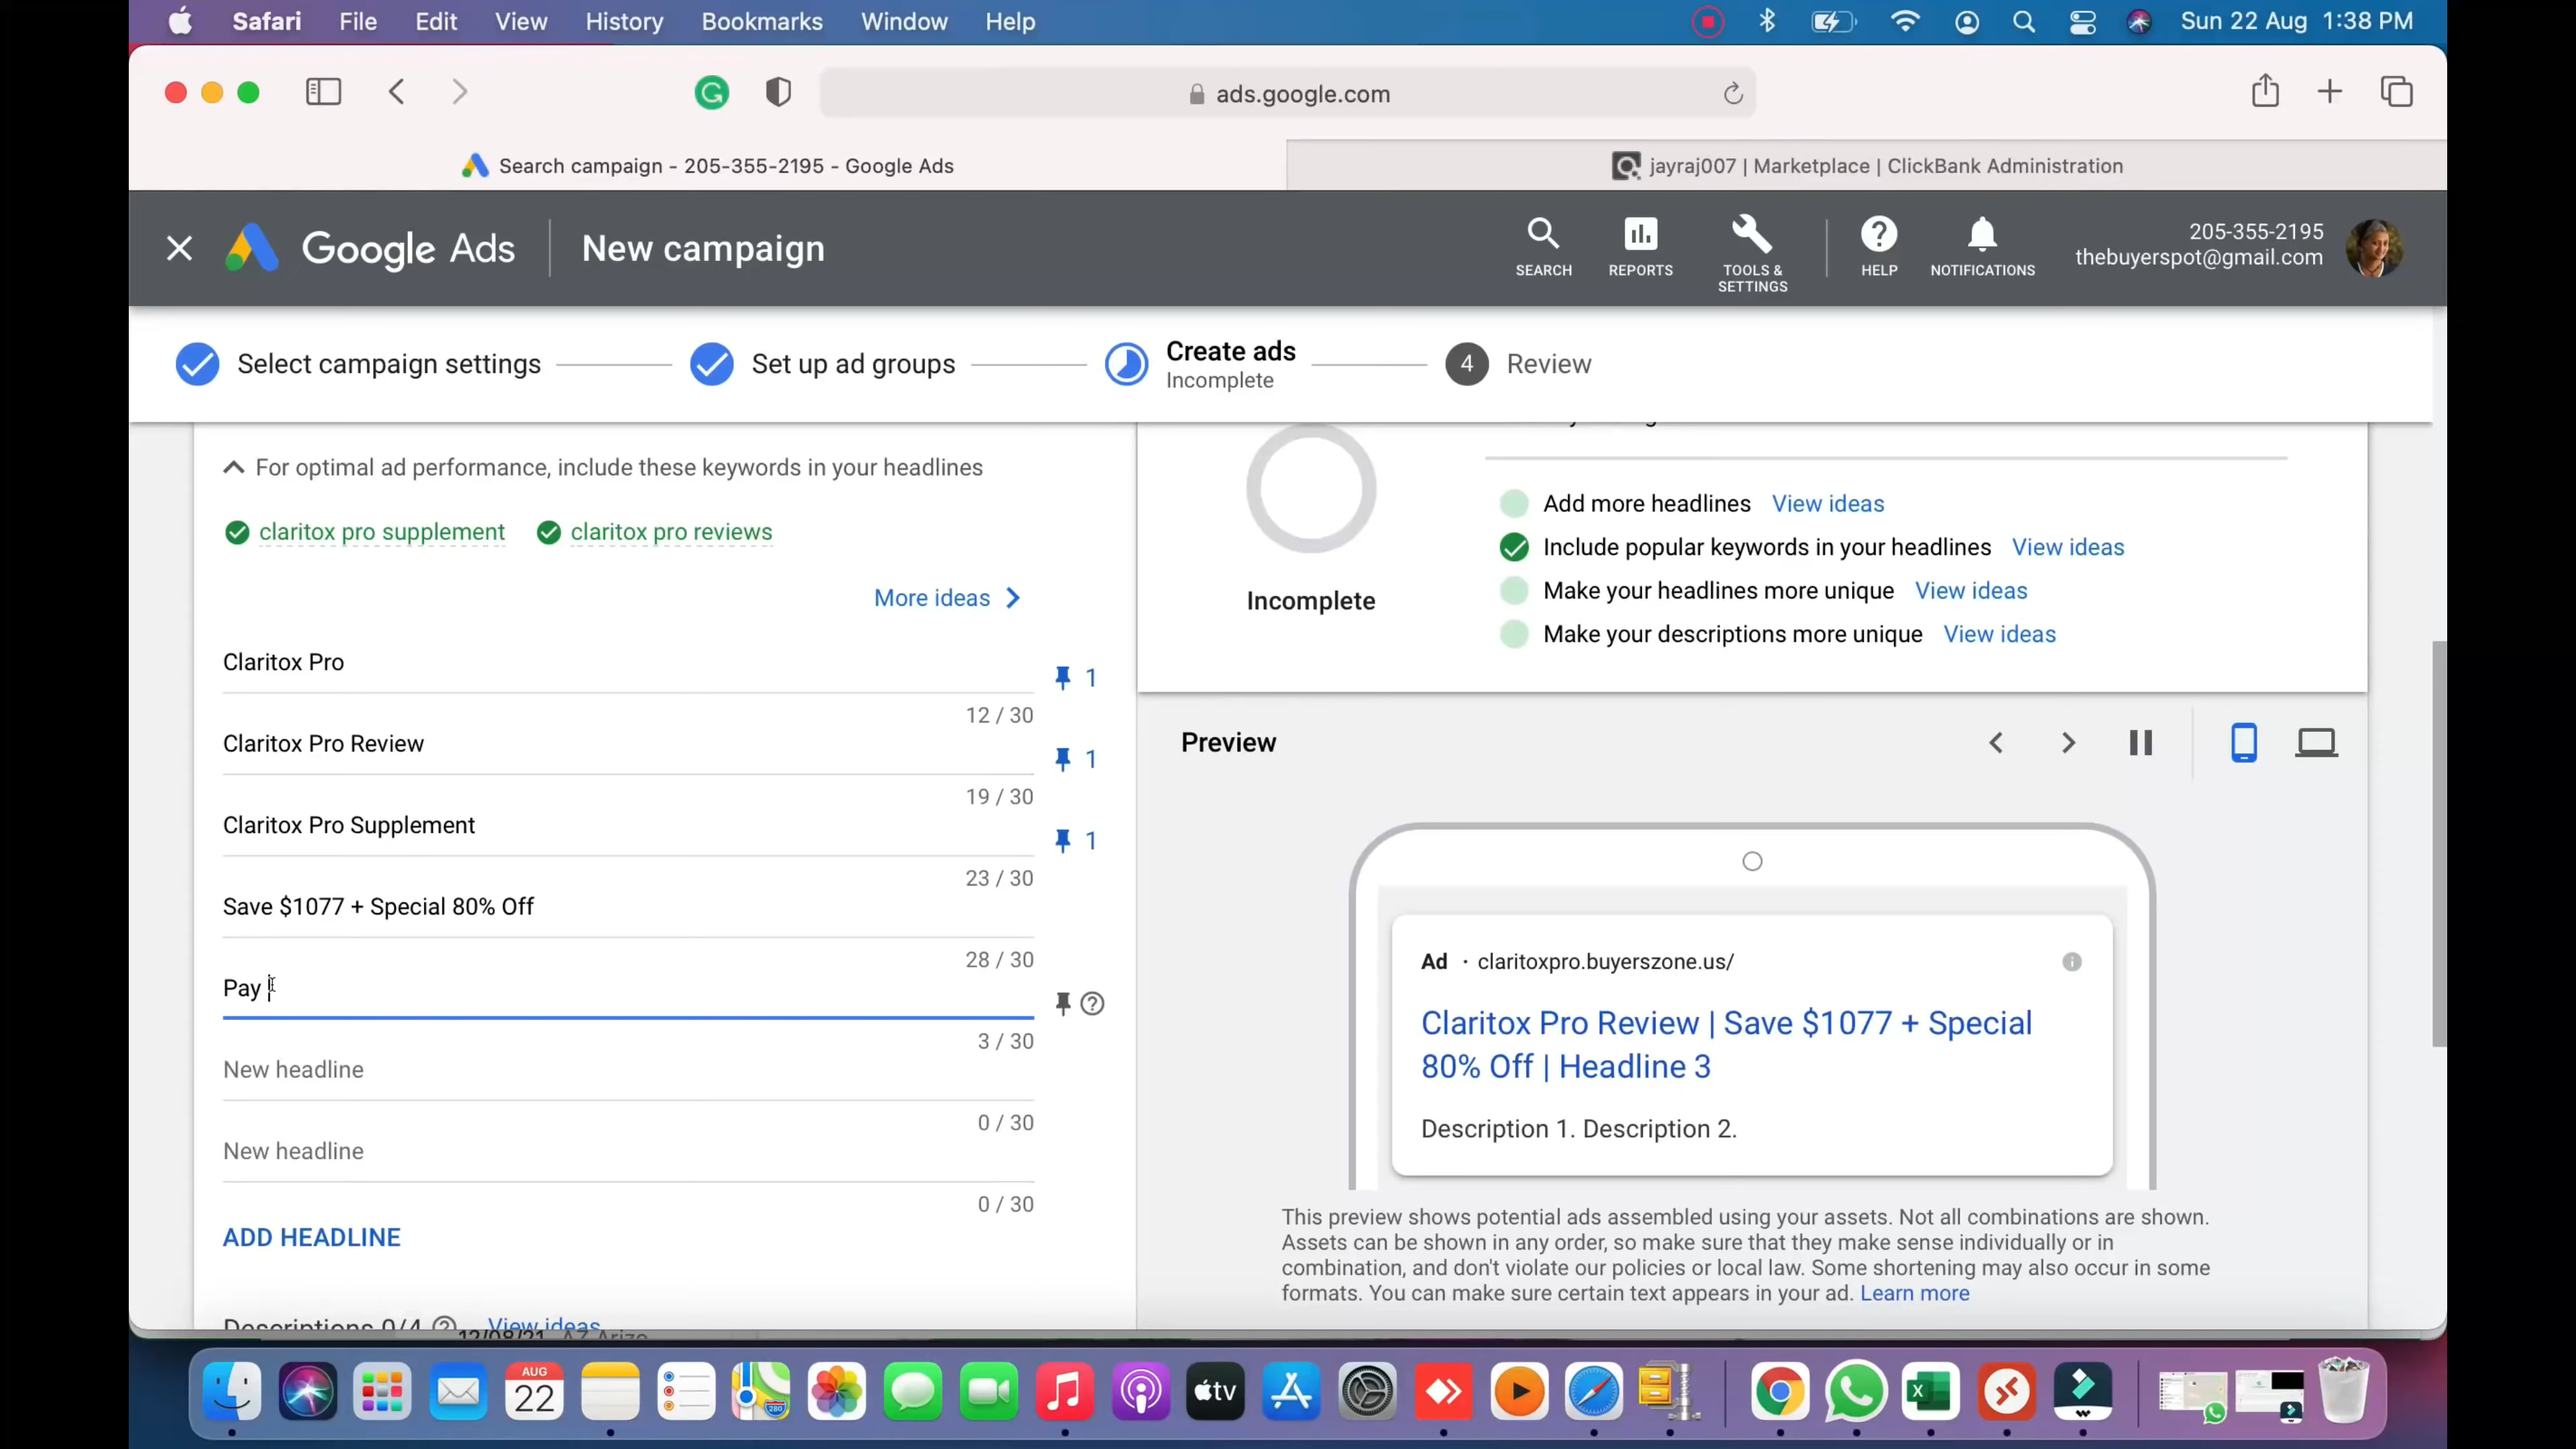 Safari File Edit View History Bookmarks Window Help Sun 22 Aug 1:38 PM
ads.google.com
Search campaign - 205-355-2195 - Google Ads
jayraj007 | Marketplace | ClickBank Administration
Google Ads New campaign
SEARCH
REPORTS
TOOLS & SETTINGS
HELP
NOTIFICATIONS
205-355-2195
thebuyerspot@gmail.com
Select campaign settings
Set up ad groups
Create ads
Incomplete
4 Review
For optimal ad performance, include these keywords in your headlines
claritox pro supplement claritox pro reviews
More ideas
Claritox Pro
1
12 / 30
Claritox Pro Review
1
19 / 30
Claritox Pro Supplement
1
23 / 30
Save $1077 + Special 80% Off
28 / 30
Pay
3 / 30
New headline
0 / 30
New headline
0 / 30
ADD HEADLINE
Descriptions 0/4 View ideas
12/08/21 AZ Arizo
Incomplete
Add more headlines View ideas
Include popular keywords in your headlines View ideas
Make your headlines more unique View ideas
Make your descriptions more unique View ideas
Preview
Ad · claritoxpro.buyerszone.us/
Claritox Pro Review | Save $1077 + Special
80% Off | Headline 3
Description 1. Description 2.
This preview shows potential ads assembled using your assets. Not all combinations are shown.
Assets can be shown in any order, so make sure that they make sense individually or in
combination, and don't violate our policies or local law. Some shortening may also occur in some
formats. You can make sure certain text appears in your ad. Learn more
AUG
22
tv